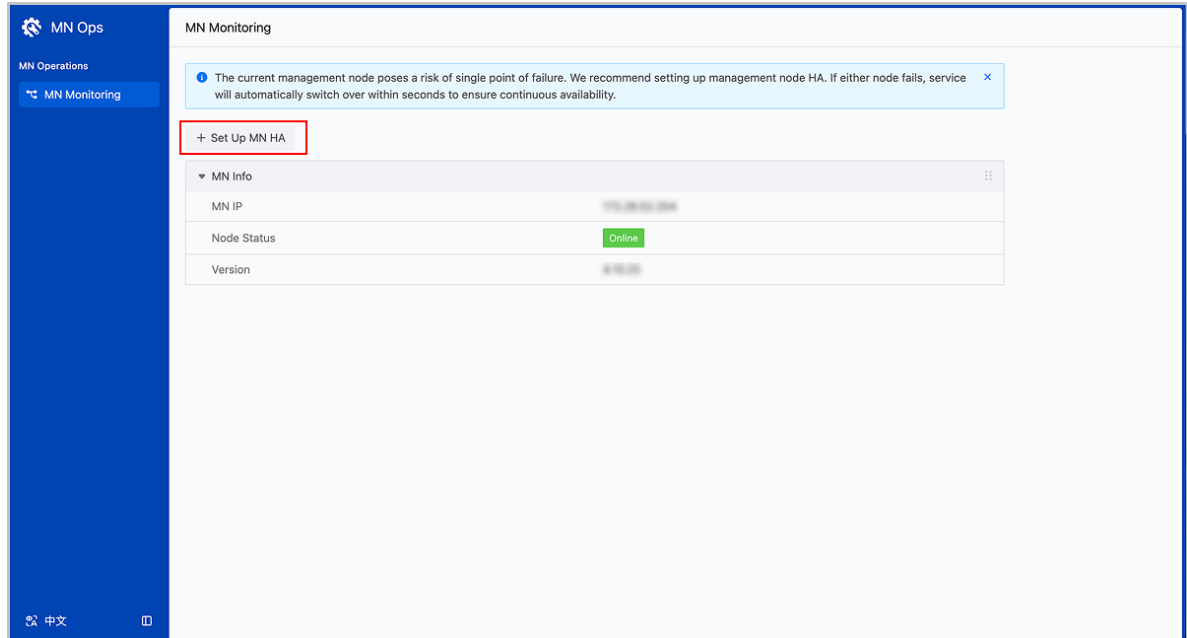 MN Ops
MN Monitoring
MN Operations
MN Monitoring
The current management node poses a risk of single point of failure. We recommend setting up management node HA. If either node fails, service
will automatically switch over within seconds to ensure continuous availability.
+ Set Up MN HA
MN Info
MN IP
Node Status Online
Version
中文